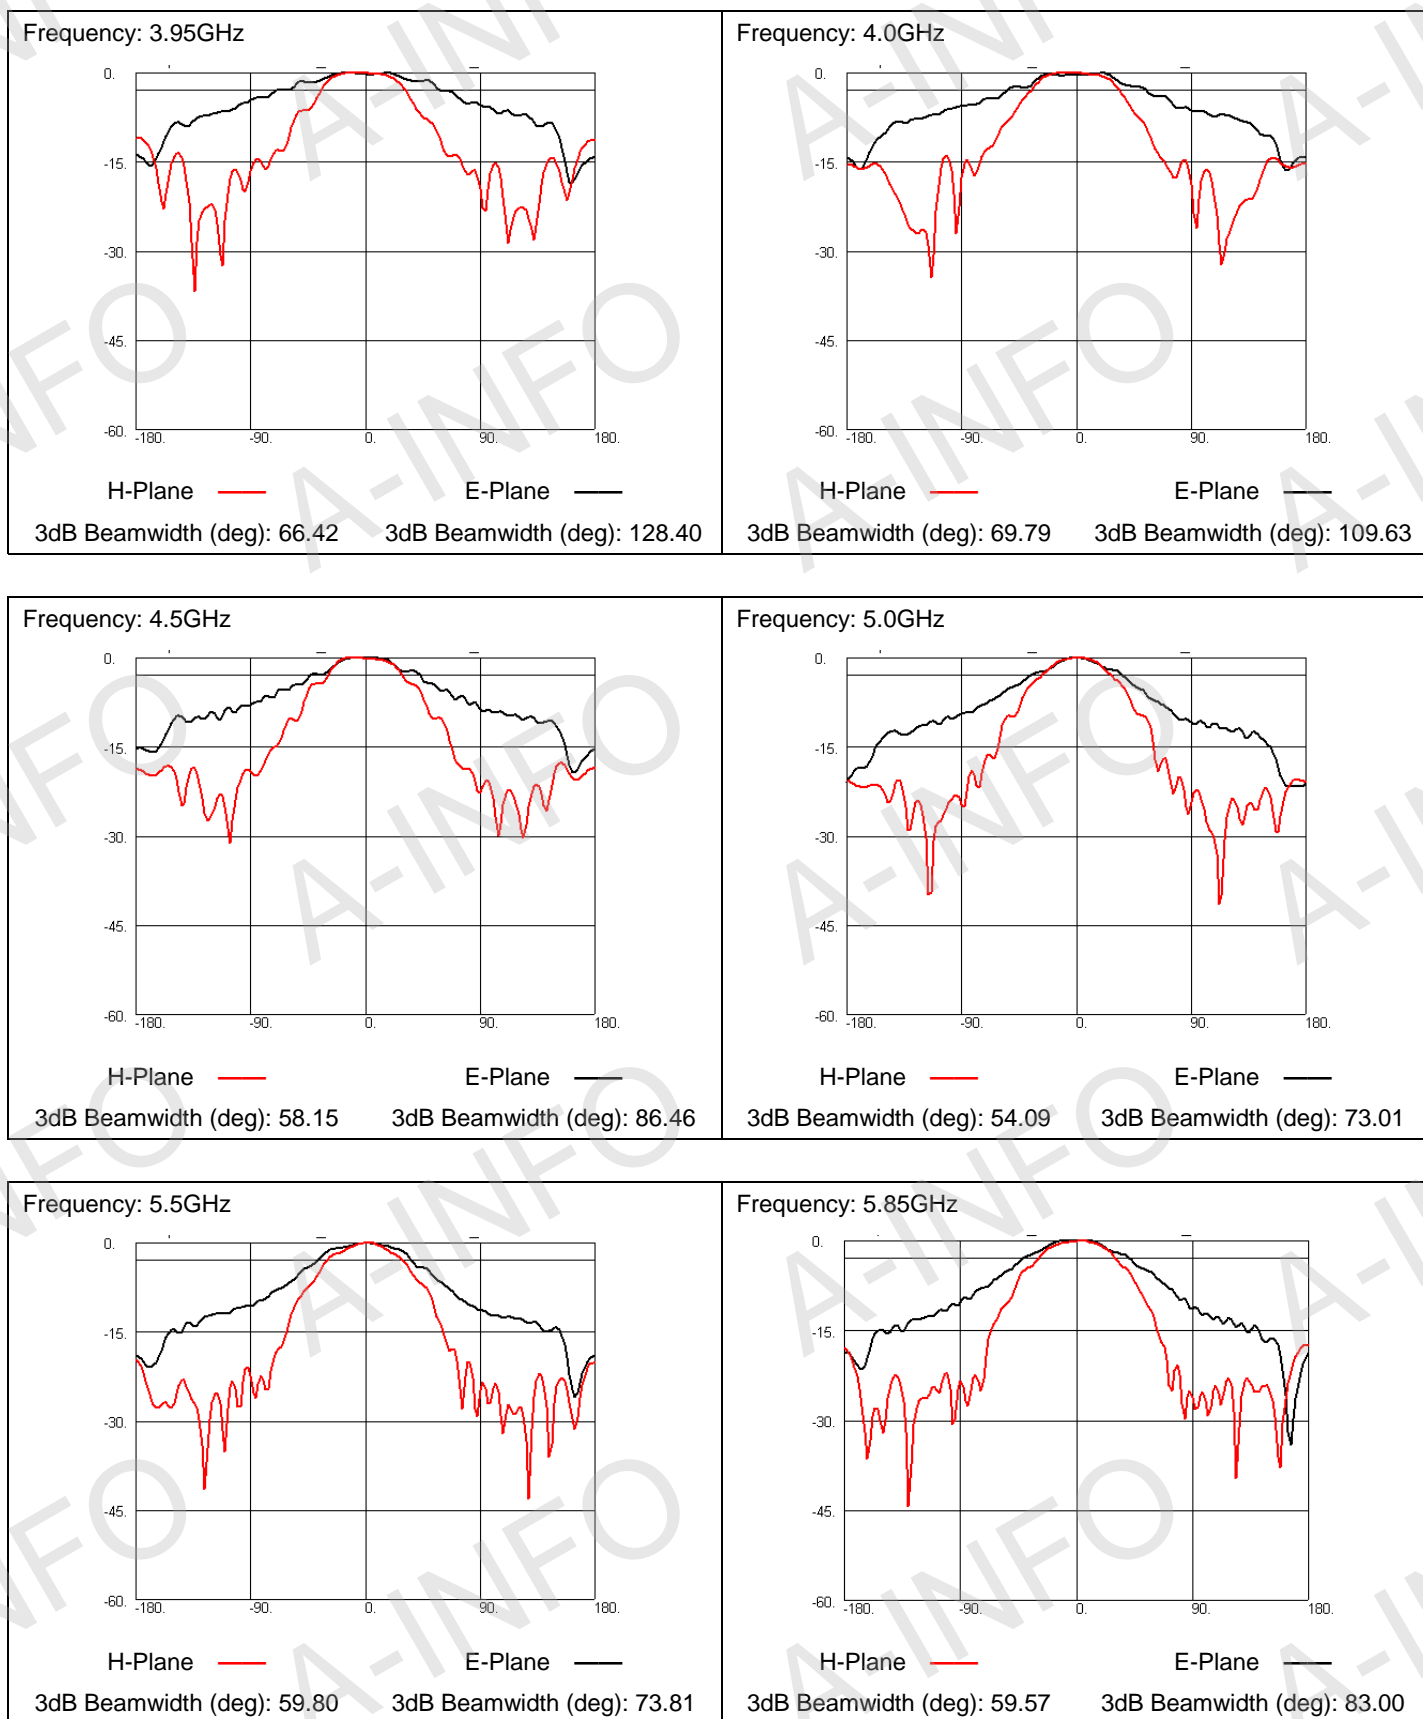 Frequency: 3.95GHz
0.
-15.
-30.
-45.
-60.
-180. -90. 0. 90. 180.
H-Plane E-Plane
3dB Beamwidth (deg): 66.42 3dB Beamwidth (deg): 128.40
Frequency: 4.0GHz
0.
-15.
-30.
-45.
-60.
-180. -90. 0. 90. 180.
H-Plane E-Plane
3dB Beamwidth (deg): 69.79 3dB Beamwidth (deg): 109.63
Frequency: 4.5GHz
0.
-15.
-30.
-45.
-60.
-180. -90. 0. 90. 180.
H-Plane E-Plane
3dB Beamwidth (deg): 58.15 3dB Beamwidth (deg): 86.46
Frequency: 5.0GHz
0.
-15.
-30.
-45.
-60.
-180. -90. 0. 90. 180.
H-Plane E-Plane
3dB Beamwidth (deg): 54.09 3dB Beamwidth (deg): 73.01
Frequency: 5.5GHz
0.
-15.
-30.
-45.
-60.
-180. -90. 0. 90. 180.
H-Plane E-Plane
3dB Beamwidth (deg): 59.80 3dB Beamwidth (deg): 73.81
Frequency: 5.85GHz
0.
-15.
-30.
-45.
-60.
-180. -90. 0. 90. 180.
H-Plane E-Plane
3dB Beamwidth (deg): 59.57 3dB Beamwidth (deg): 83.00
A-INFO
A-INFO
A-INFO
A-INFO
A-INFO
A-INFO
A-INFO
A-INFO